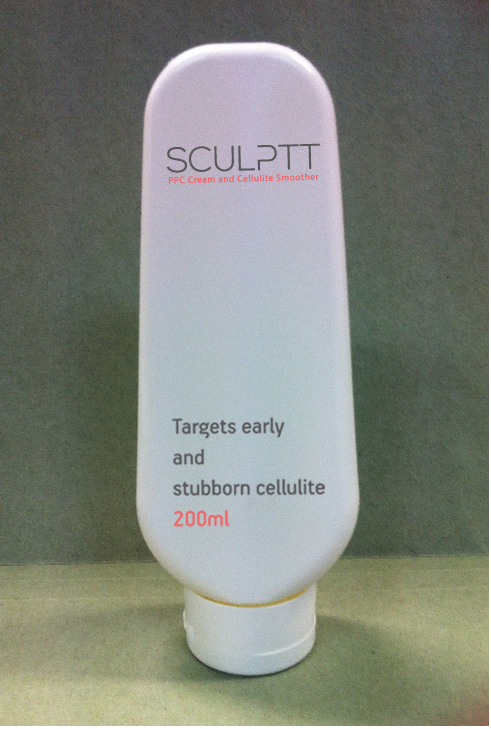 SCULPTT
PPC Cream and Cellulite Smoother
Targets early
and
stubborn cellulite
200ml